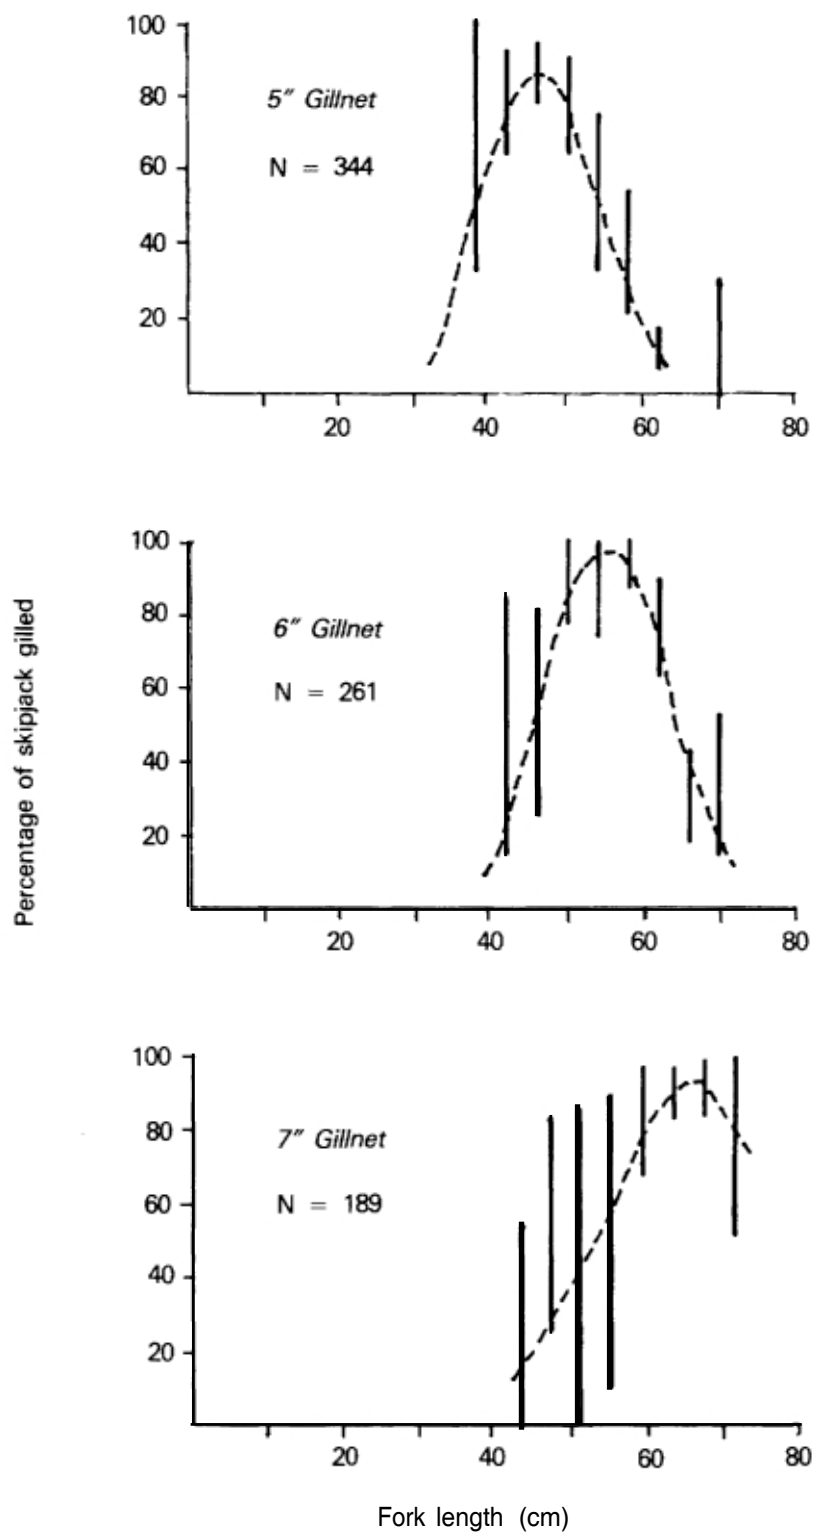 100
80
5" Gillnet
60
N = 344
40
20
20 40 60 80
Percentage of skipjack gilled
100
80
6" Gillnet
60
N = 261
40
20
20 40 60 80
100
80
7" Gillnet
60
N = 189
40
20
20 40 60 80
Fork length (cm)